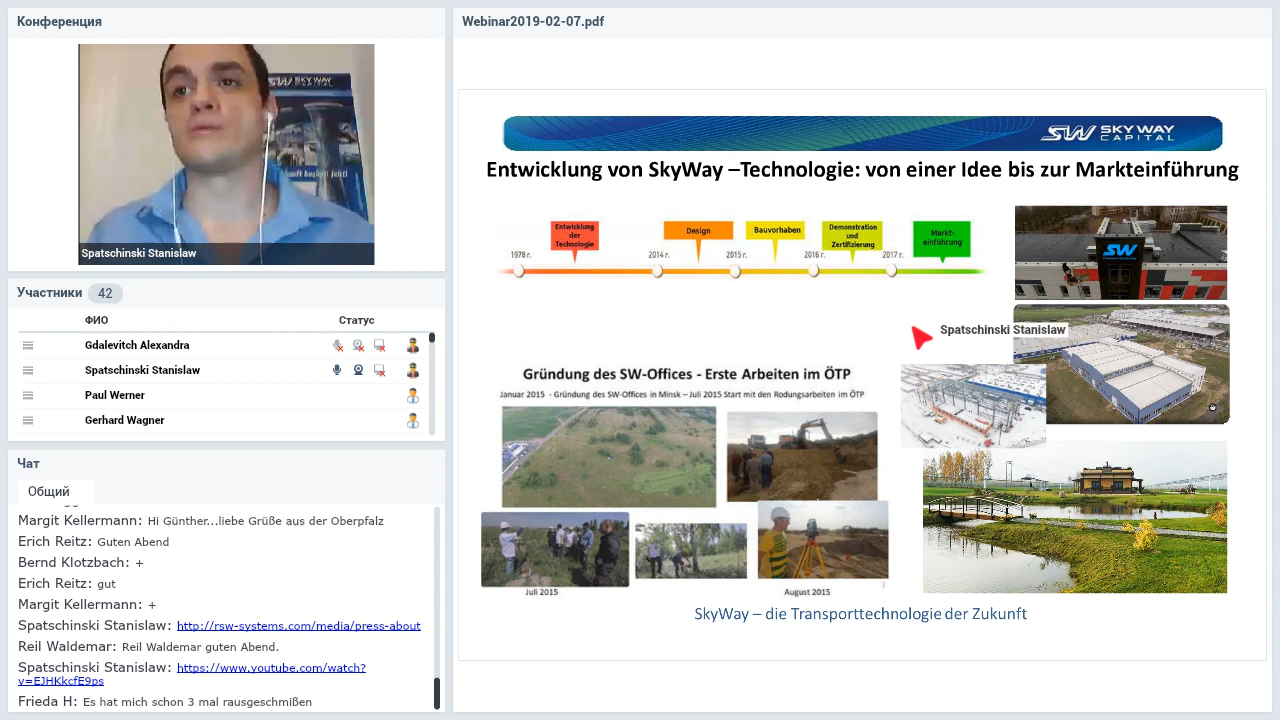 Конференция
SKY WAY
CAPITAL
Spatschinski Stanislaw
Участники 42
ФИО Статус
Gdalevitch Alexandra
Spatschinski Stanislaw
Paul Werner
Gerhard Wagner
Чат
Общий
Margit Kellermann: Hi Günther...liebe Grüße aus der Oberpfalz
Erich Reitz: Guten Abend
Bernd Klotzbach: +
Erich Reitz: gut
Margit Kellermann: +
Spatschinski Stanislaw: http://rsw-systems.com/media/press-about
Reil Waldemar: Reil Waldemar guten Abend.
Spatschinski Stanislaw: https://www.youtube.com/watch?
v=EJHKkcfE9ps
Frieda H: Es hat mich schon 3 mal rausgeschmißen
Webinar2019-02-07.pdf
SW SKY WAY
CAPITAL
Entwicklung von SkyWay –Technologie: von einer Idee bis zur Markteinführung
Entwicklung
der
Technologie
Design
Bauvorhaben
Demonstration
und
Zertifizierung
Markt-
einführung
1978 г. 2014 г. 2015 г. 2016 г. 2017 г.
SW
Spatschinski Stanislaw
Gründung des SW-Offices - Erste Arbeiten im ÖTP
Januar 2015 - Gründung des SW-Offices in Minsk – Juli 2015 Start mit den Rodungsarbeiten im ÖTP
Juli 2015
August 2015
SkyWay – die Transporttechnologie der Zukunft